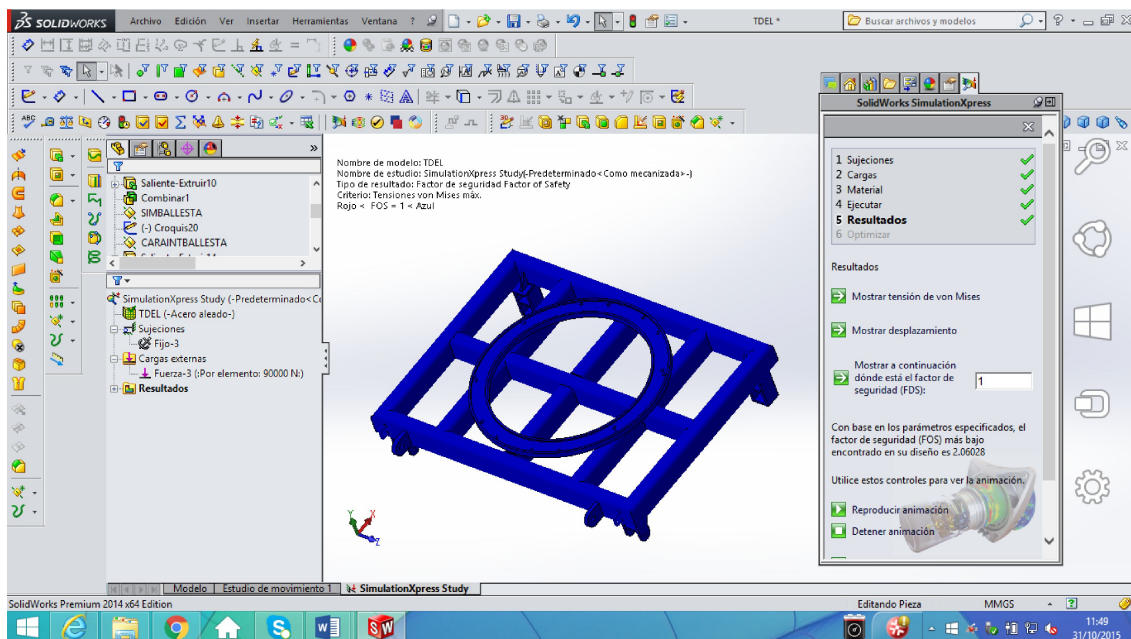 SOLIDWORKS
Archivo Edición Ver Insertar Herramientas Ventana ?
TDEL *
Buscar archivos y modelos
SolidWorks SimulationXpress
1 Sujeciones
2 Cargas
3 Material
4 Ejecutar
5 Resultados
6 Optimizar
Resultados
Mostrar tensión de von Mises
Mostrar desplazamiento
Mostrar a continuación
dónde está el factor de
seguridad (FDS):
1
Con base en los parámetros especificados, el
factor de seguridad (FOS) más bajo
encontrado en su diseño es 2.06028
Utilice estos controles para ver la animación.
Reproducir animación
Detener animación
Saliente-Extruir10
Combinar1
SIMBALLESTA
(-) Croquis20
CARAINTBALLESTA
SimulationXpress Study (-Predeterminado<Co
TDEL (-Acero aleado-)
Sujeciones
Fijo-3
Cargas externas
Fuerza-3 (:Por elemento: 90000 N:)
Resultados
Nombre de modelo: TDEL
Nombre de estudio: SimulationXpress Study(-Predeterminado<Como mecanizada>-)
Tipo de resultado: Factor de seguridad Factor of Safety
Criterio: Tensiones von Mises máx.
Rojo < FOS = 1 < Azul
Modelo
Estudio de movimiento 1
SimulationXpress Study
SolidWorks Premium 2014 x64 Edition
Editando Pieza
MMGS
11:49
31/10/2015